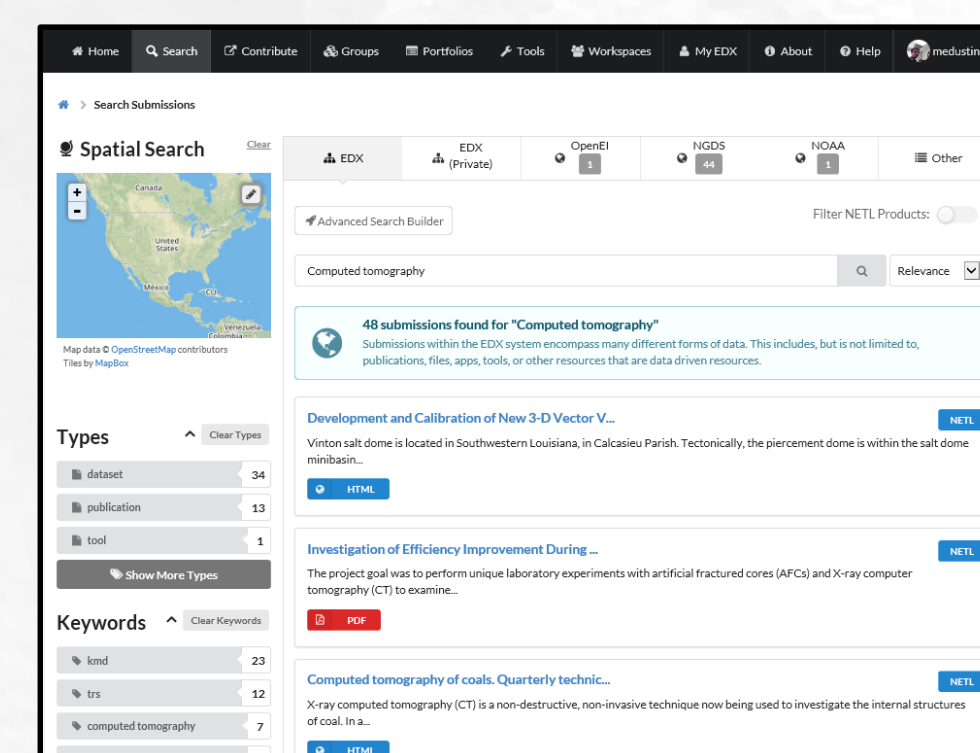 Home Search Contribute Groups Portfolios Tools Workspaces My EDX About Help medustin
> Search Submissions
Spatial Search Clear
+
-
Canada
United
States
México
CU.
Venezuela
Colombia
Map data © OpenStreetMap contributors
Tiles by MapBox
Types Clear Types
dataset 34
publication 13
tool 1
Show More Types
Keywords Clear Keywords
kmd 23
trs 12
computed tomography 7
EDX
EDX
(Private)
OpenEI
1
NGDS
44
NOAA
1
Other
Advanced Search Builder
Filter NETL Products:
Computed tomography
Relevance
48 submissions found for "Computed tomography"
Submissions within the EDX system encompass many different forms of data. This includes, but is not limited to,
publications, files, apps, tools, or other resources that are data driven resources.
Development and Calibration of New 3-D Vector V... NETL
Vinton salt dome is located in Southwestern Louisiana, in Calcasieu Parish. Tectonically, the piercement dome is within the salt dome
minibasin...
HTML
Investigation of Efficiency Improvement During ... NETL
The project goal was to perform unique laboratory experiments with artificial fractured cores (AFCs) and X-ray computer
tomography (CT) to examine...
PDF
Computed tomography of coals. Quarterly technic... NETL
X-ray computed tomography (CT) is a non-destructive, non-invasive technique now being used to investigate the internal structures
of coal. In a...
HTML